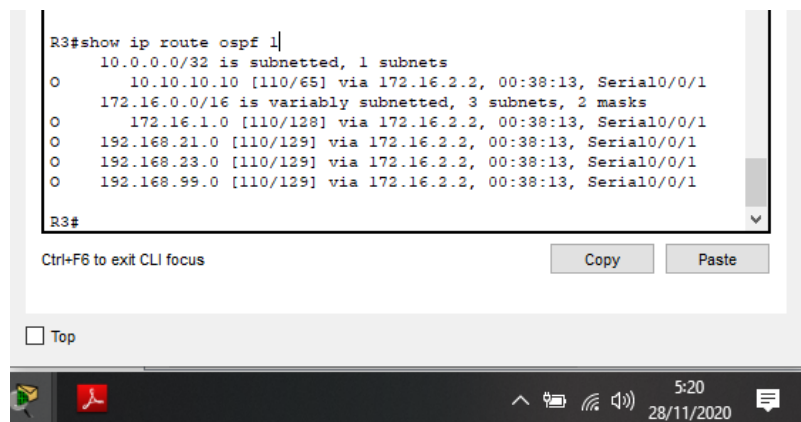 R3#show ip route ospf 1
10.0.0.0/32 is subnetted, 1 subnets
O 10.10.10.10 [110/65] via 172.16.2.2, 00:38:13, Serial0/0/1
172.16.0.0/16 is variably subnetted, 3 subnets, 2 masks
O 172.16.1.0 [110/128] via 172.16.2.2, 00:38:13, Serial0/0/1
O 192.168.21.0 [110/129] via 172.16.2.2, 00:38:13, Serial0/0/1
O 192.168.23.0 [110/129] via 172.16.2.2, 00:38:13, Serial0/0/1
O 192.168.99.0 [110/129] via 172.16.2.2, 00:38:13, Serial0/0/1
R3#
Ctrl+F6 to exit CLI focus
Copy
Paste
Top
5:20
28/11/2020